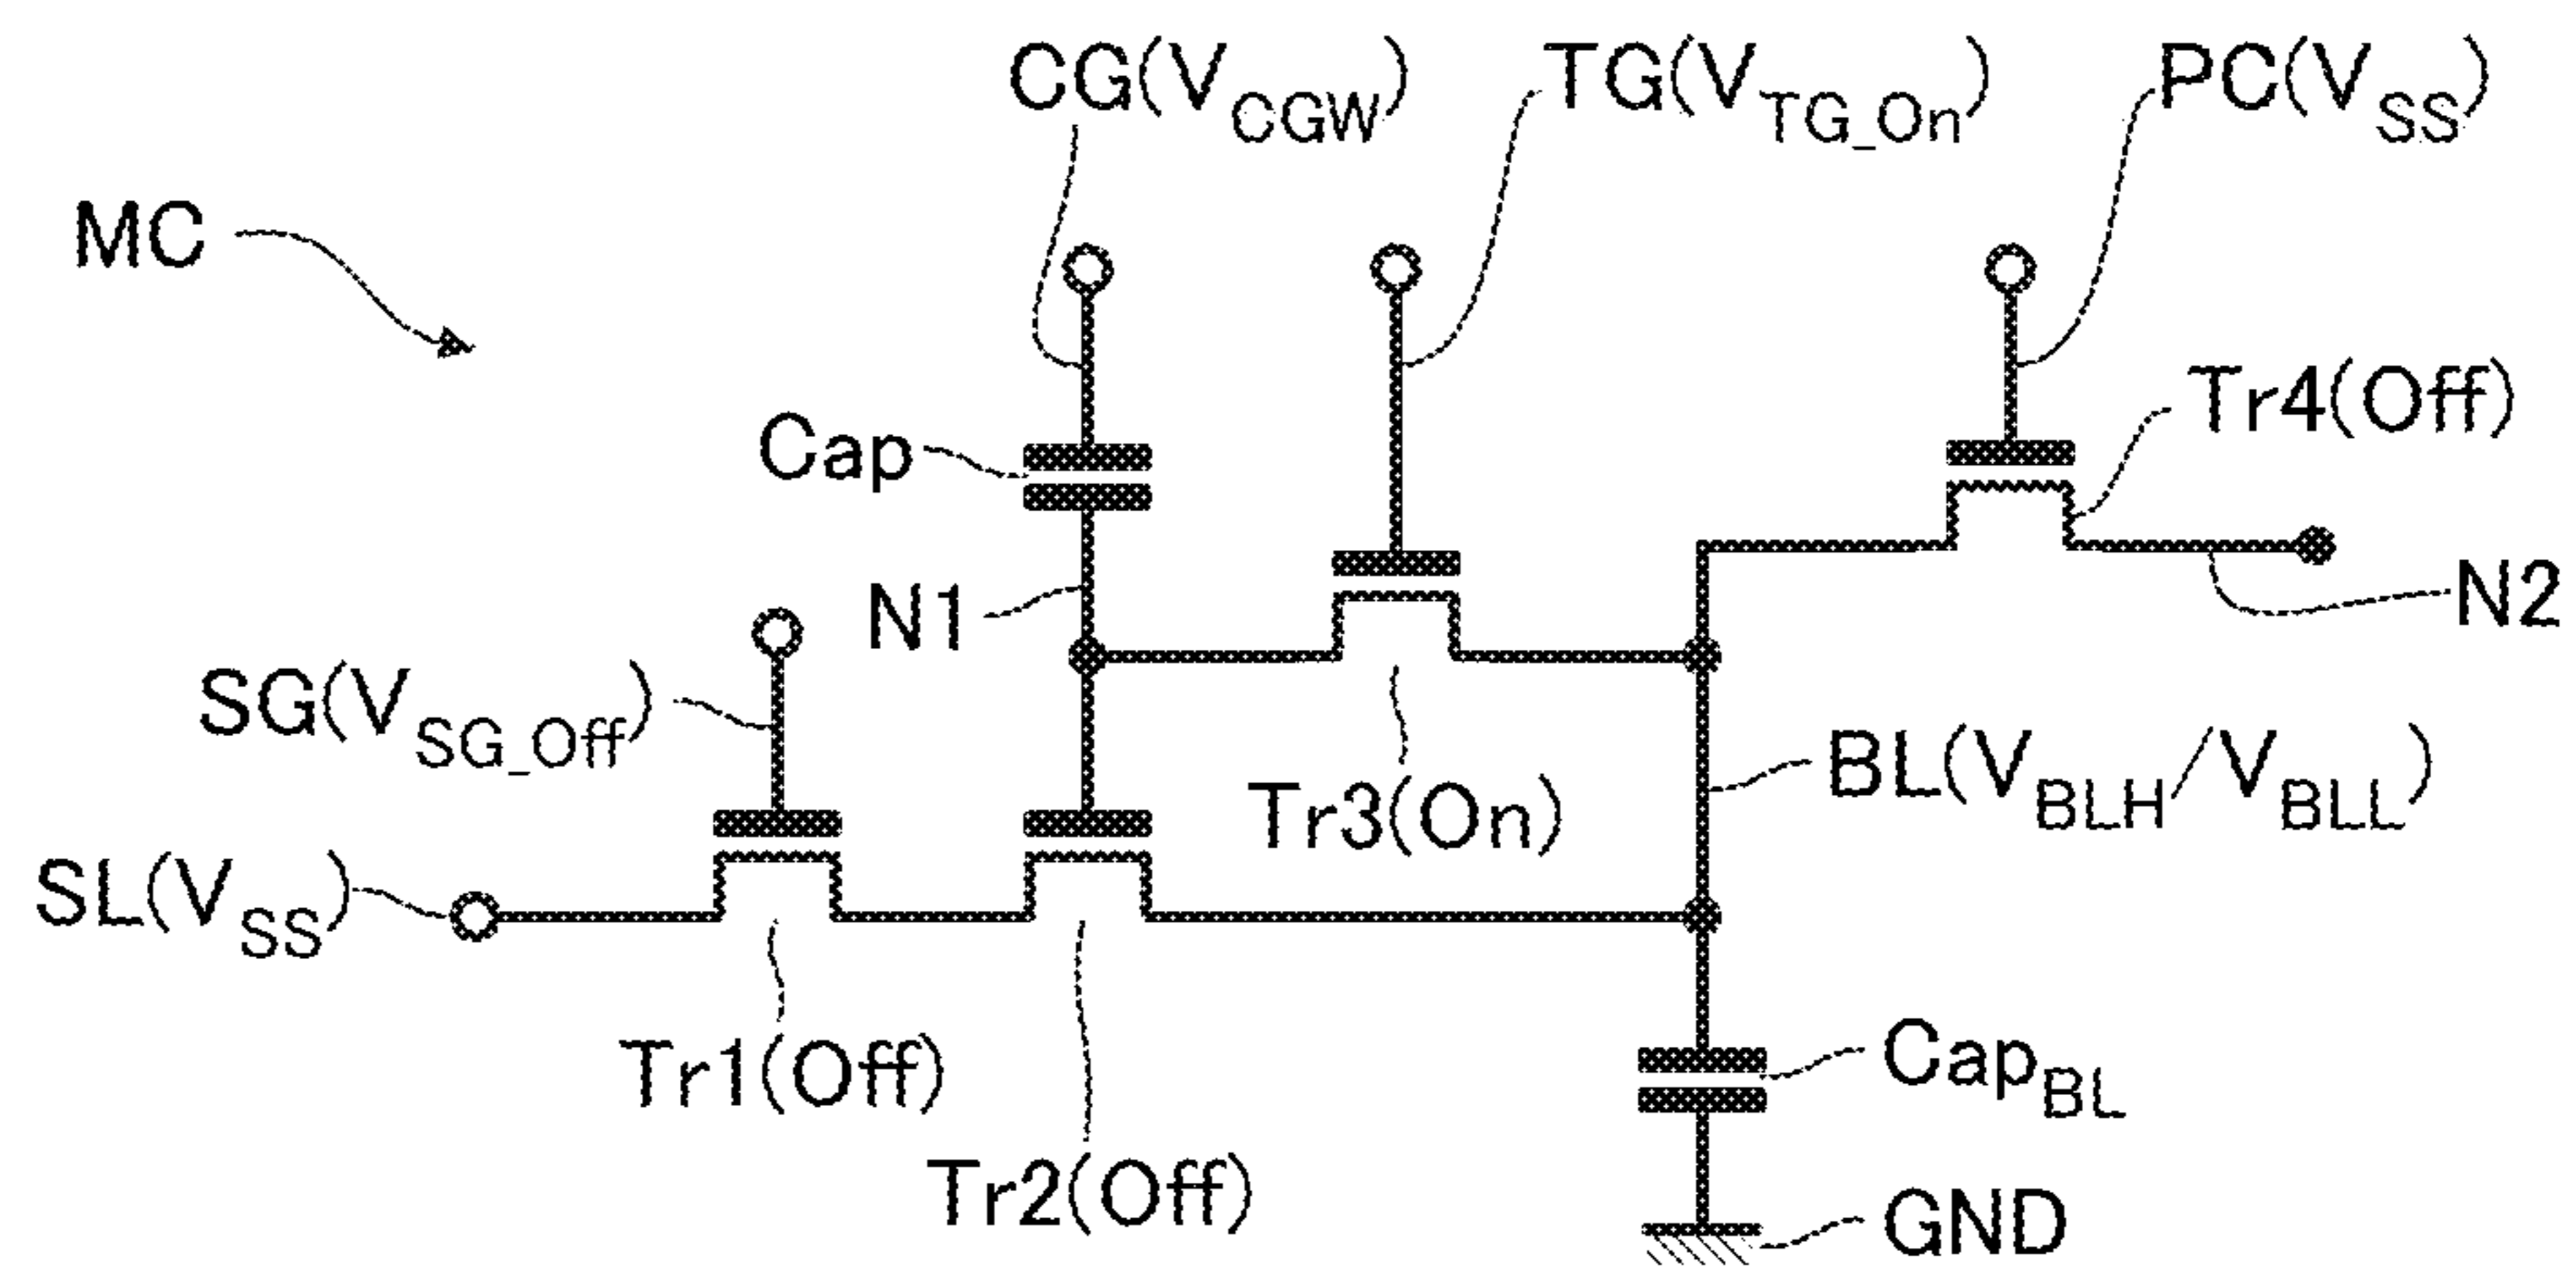 CG(V_CGW) TG(V_TG_On) PC(V_SS)
MC
Tr4(Off)
Cap
N1 N2
SG(V_SG_Off)
BL(V_BLH/V_BLL)
Tr3(On)
SL(V_SS)
Tr1(Off) Cap_BL
Tr2(Off) GND